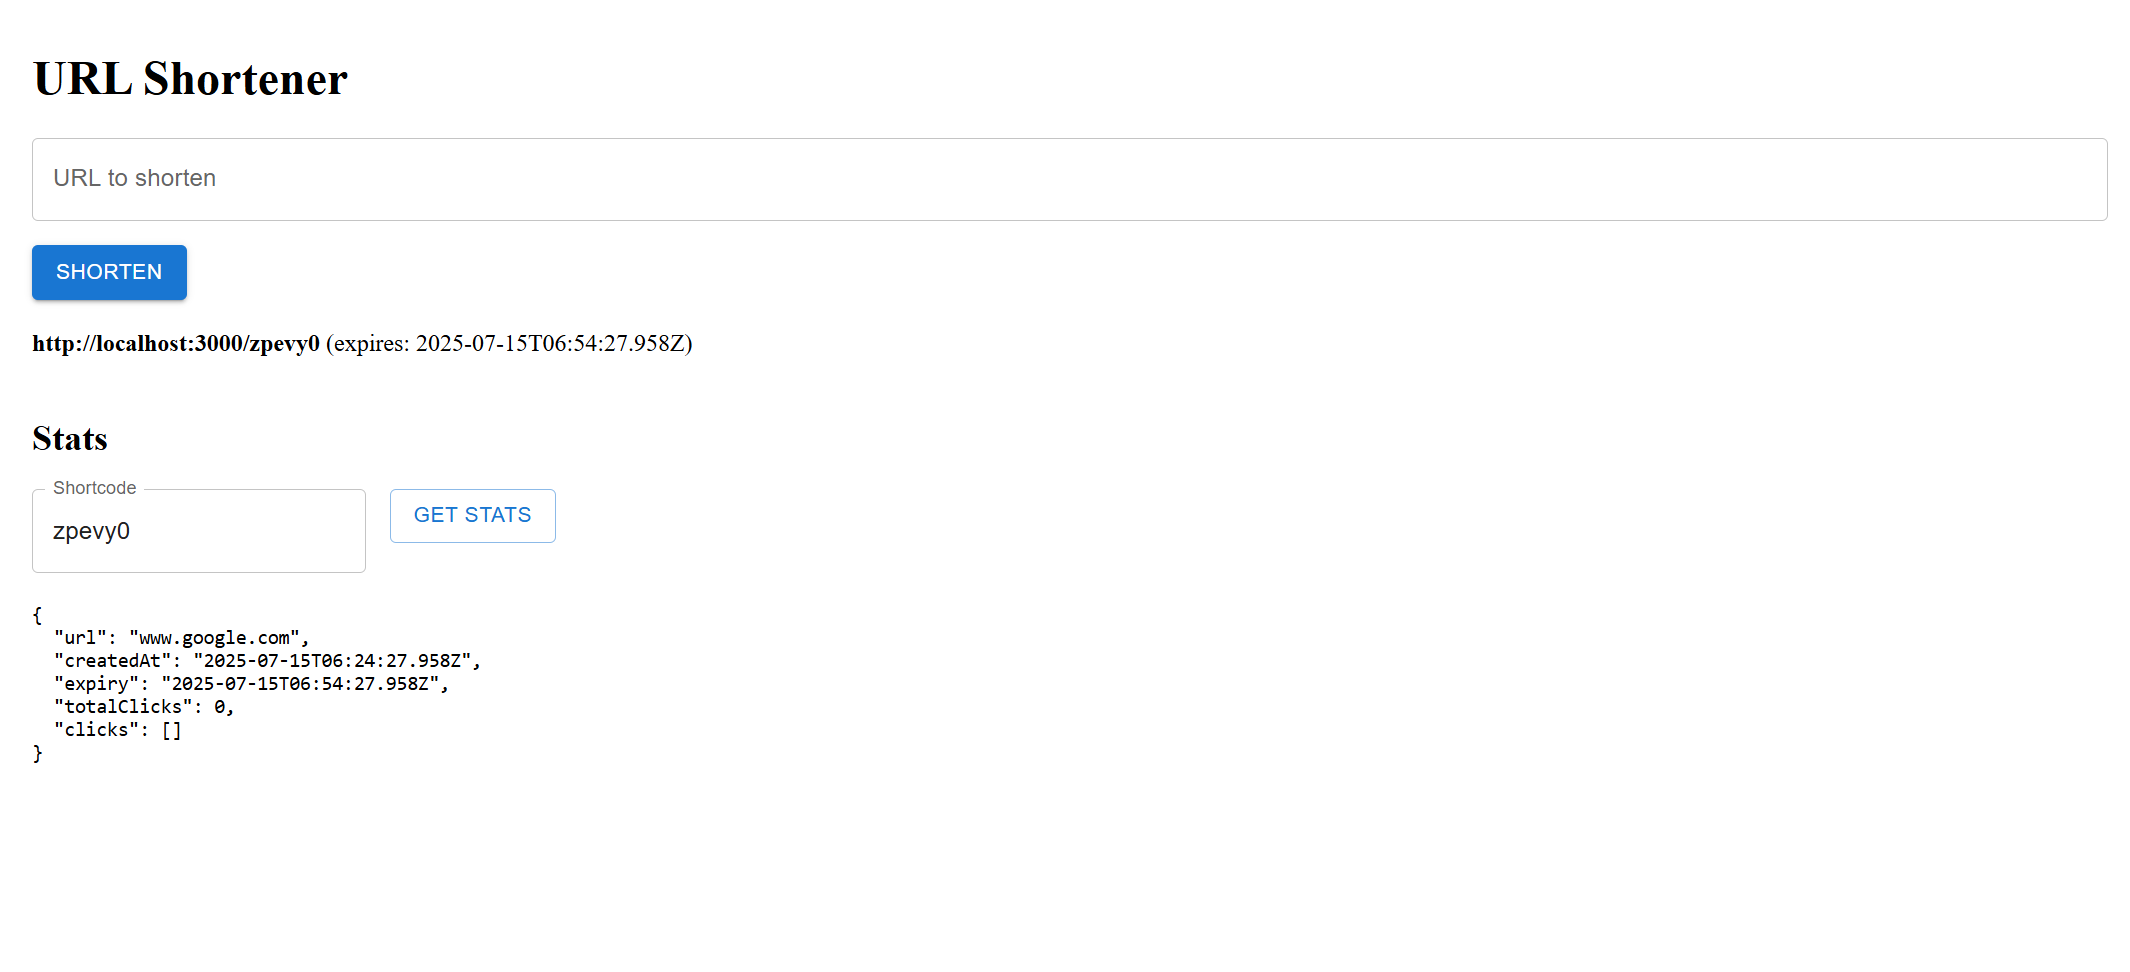 URL Shortener
URL to shorten
SHORTEN
http://localhost:3000/zpevy0 (expires: 2025-07-15T06:54:27.958Z)
Stats
Shortcode
zpevy0
GET STATS
{
  "url": "www.google.com",
  "createdAt": "2025-07-15T06:24:27.958Z",
  "expiry": "2025-07-15T06:54:27.958Z",
  "totalClicks": 0,
  "clicks": []
}